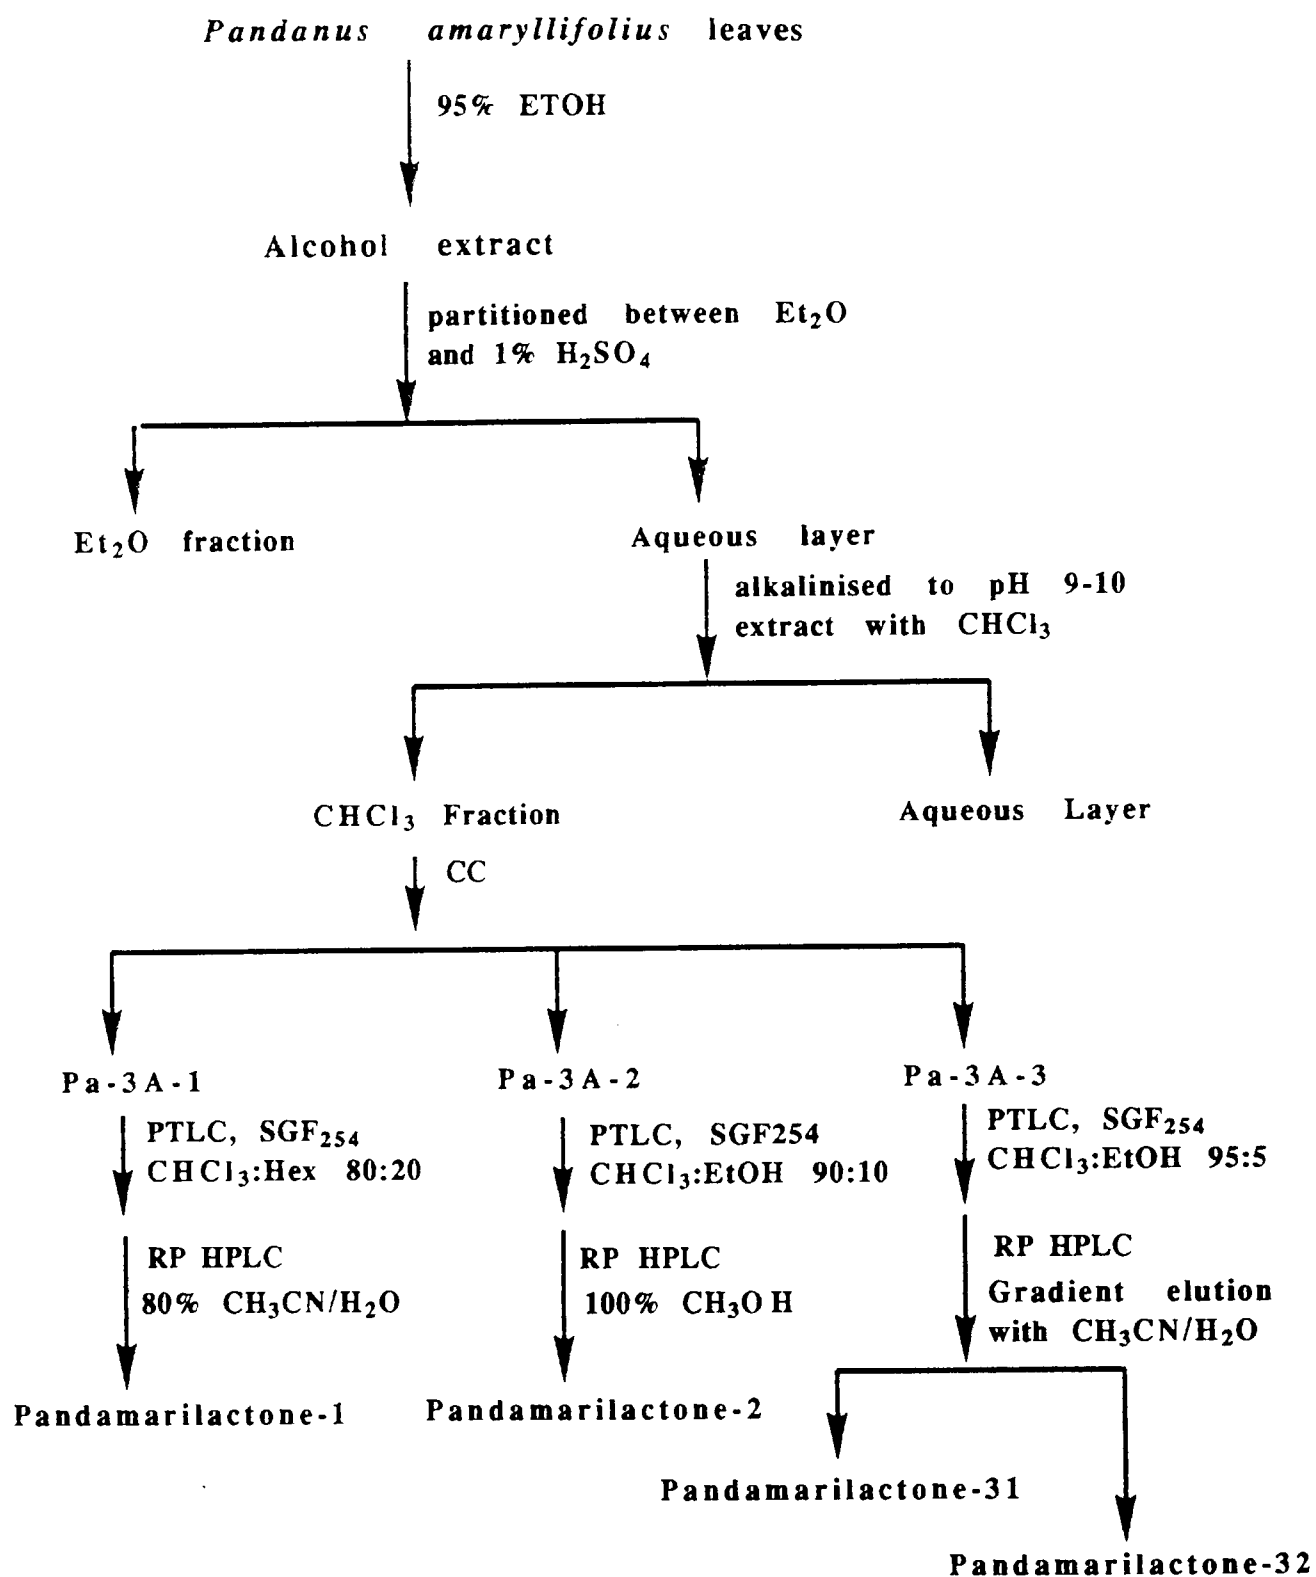 Pandanus amaryllifolius leaves
95% ETOH
Alcohol extract
partitioned between Et₂O
and 1% H₂SO₄
Et₂O fraction
Aqueous layer
alkalinised to pH 9-10
extract with CHCl₃
CHCl₃ Fraction
Aqueous Layer
CC
Pa-3A-1
PTLC, SGF₂₅₄
CHCl₃:Hex 80:20
RP HPLC
80% CH₃CN/H₂O
Pandamarilactone-1
Pa-3A-2
PTLC, SGF254
CHCl₃:EtOH 90:10
RP HPLC
100% CH₃OH
Pandamarilactone-2
Pa-3A-3
PTLC, SGF₂₅₄
CHCl₃:EtOH 95:5
RP HPLC
Gradient elution
with CH₃CN/H₂O
Pandamarilactone-31
Pandamarilactone-32